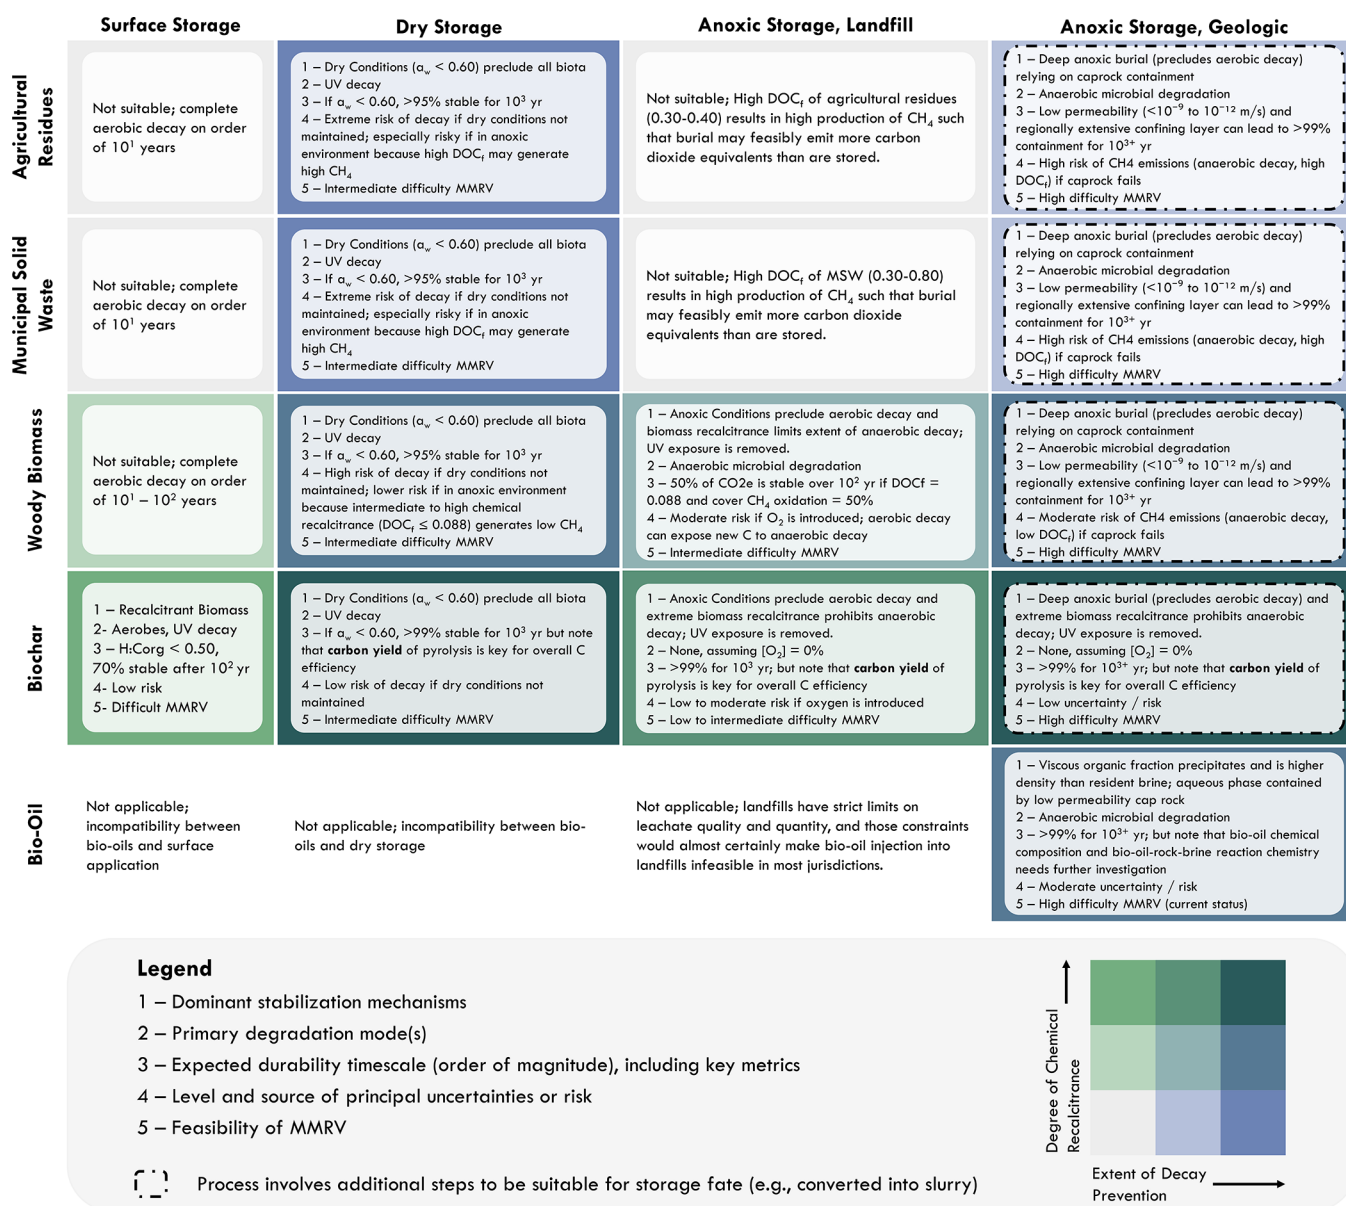 Surface Storage
Dry Storage
Anoxic Storage, Landfill
Anoxic Storage, Geologic
Agricultural
Residues
Not suitable; complete
aerobic decay on order
of 10¹ years
1 – Dry Conditions (a_w < 0.60) preclude all biota
2 – UV decay
3 – If a_w < 0.60, >95% stable for 10³ yr
4 – Extreme risk of decay if dry conditions not
maintained; especially risky if in anoxic
environment because high DOC_f may generate
high CH₄
5 – Intermediate difficulty MMRV
Not suitable; High DOC_f of agricultural residues
(0.30-0.40) results in high production of CH₄ such
that burial may feasibly emit more carbon
dioxide equivalents than are stored.
1 – Deep anoxic burial (precludes aerobic decay)
relying on caprock containment
2 – Anaerobic microbial degradation
3 – Low permeability (<10⁻⁹ to 10⁻¹² m/s) and
regionally extensive confining layer can lead to >99%
containment for 10³⁺ yr
4 – High risk of CH4 emissions (anaerobic decay, high
DOC_f) if caprock fails
5 – High difficulty MMRV
Municipal Solid
Waste
Not suitable; complete
aerobic decay on order
of 10¹ years
1 – Dry Conditions (a_w < 0.60) preclude all biota
2 – UV decay
3 – If a_w < 0.60, >95% stable for 10³ yr
4 – Extreme risk of decay if dry conditions not
maintained; especially risky if in anoxic
environment because high DOC_f may generate
high CH₄
5 – Intermediate difficulty MMRV
Not suitable; High DOC_f of MSW (0.30-0.80)
results in high production of CH₄ such that burial
may feasibly emit more carbon dioxide
equivalents than are stored.
1 – Deep anoxic burial (precludes aerobic decay)
relying on caprock containment
2 – Anaerobic microbial degradation
3 – Low permeability (<10⁻⁹ to 10⁻¹² m/s) and
regionally extensive confining layer can lead to >99%
containment for 10³⁺ yr
4 – High risk of CH4 emissions (anaerobic decay, high
DOC_f) if caprock fails
5 – High difficulty MMRV
Woody Biomass
Not suitable; complete
aerobic decay on order
of 10¹ – 10² years
1 – Dry Conditions (a_w < 0.60) preclude all biota
2 – UV decay
3 – If a_w < 0.60, >95% stable for 10³ yr
4 – High risk of decay if dry conditions not
maintained; lower risk if in anoxic environment
because intermediate to high chemical
recalcitrance (DOC_f ≤ 0.088) generates low CH₄
5 – Intermediate difficulty MMRV
1 – Anoxic Conditions preclude aerobic decay and
biomass recalcitrance limits extent of anaerobic decay;
UV exposure is removed.
2 – Anaerobic microbial degradation
3 – 50% of CO2e is stable over 10² yr if DOCf =
0.088 and cover CH₄ oxidation = 50%
4 – Moderate risk if O₂ is introduced; aerobic decay
can expose new C to anaerobic decay
5 – Intermediate difficulty MMRV
1 – Deep anoxic burial (precludes aerobic decay)
relying on caprock containment
2 – Anaerobic microbial degradation
3 – Low permeability (<10⁻⁹ to 10⁻¹² m/s) and
regionally extensive confining layer can lead to >99%
containment for 10³⁺ yr
4 – Moderate risk of CH4 emissions (anaerobic decay,
low DOC_f) if caprock fails
5 – High difficulty MMRV
Biochar
1 – Recalcitrant Biomass
2- Aerobes, UV decay
3 – H:Corg < 0.50,
70% stable after 10² yr
4- Low risk
5- Difficult MMRV
1 – Dry Conditions (a_w < 0.60) preclude all biota
2 – UV decay
3 – If a_w < 0.60, >99% stable for 10³ yr but note
that carbon yield of pyrolysis is key for overall C
efficiency
4 – Low risk of decay if dry conditions not
maintained
5 – Intermediate difficulty MMRV
1 – Anoxic Conditions preclude aerobic decay and
extreme biomass recalcitrance prohibits anaerobic
decay; UV exposure is removed.
2 – None, assuming [O₂] = 0%
3 – >99% for 10³ yr; but note that carbon yield of
pyrolysis is key for overall C efficiency
4 – Low to moderate risk if oxygen is introduced
5 – Low to intermediate difficulty MMRV
1 – Deep anoxic burial (precludes aerobic decay) and
extreme biomass recalcitrance prohibits anaerobic
decay; UV exposure is removed.
2 – None, assuming [O₂] = 0%
3 – >99% for 10³⁺ yr; but note that carbon yield of
pyrolysis is key for overall C efficiency
4 – Low uncertainty / risk
5 – High difficulty MMRV
Bio-Oil
Not applicable;
incompatibility between
bio-oils and surface
application
Not applicable; incompatibility between bio-
oils and dry storage
Not applicable; landfills have strict limits on
leachate quality and quantity, and those constraints
would almost certainly make bio-oil injection into
landfills infeasible in most jurisdictions.
1 – Viscous organic fraction precipitates and is higher
density than resident brine; aqueous phase contained
by low permeability cap rock
2 – Anaerobic microbial degradation
3 – >99% for 10³⁺ yr; but note that bio-oil chemical
composition and bio-oil-rock-brine reaction chemistry
needs further investigation
4 – Moderate uncertainty / risk
5 – High difficulty MMRV (current status)
Legend
1 – Dominant stabilization mechanisms
2 – Primary degradation mode(s)
3 – Expected durability timescale (order of magnitude), including key metrics
4 – Level and source of principal uncertainties or risk
5 – Feasibility of MMRV
Process involves additional steps to be suitable for storage fate (e.g., converted into slurry)
Degree of Chemical
Recalcitrance
Extent of Decay
Prevention